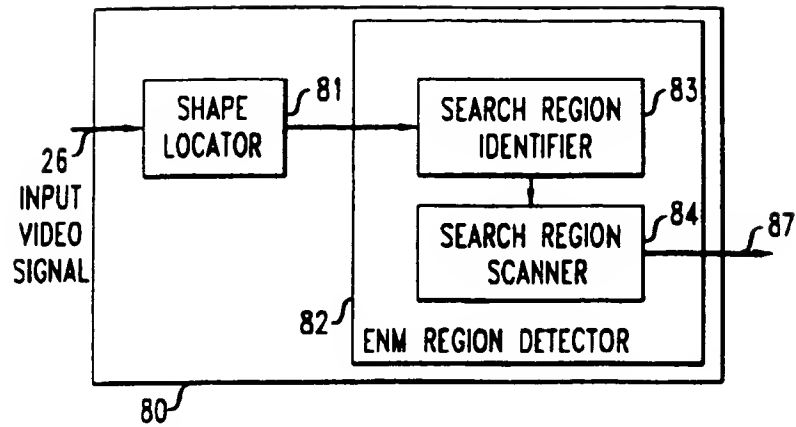 SHAPE
LOCATOR
81
26
INPUT
VIDEO
SIGNAL
SEARCH REGION
IDENTIFIER
83
SEARCH REGION
SCANNER
84
87
82
ENM REGION DETECTOR
80